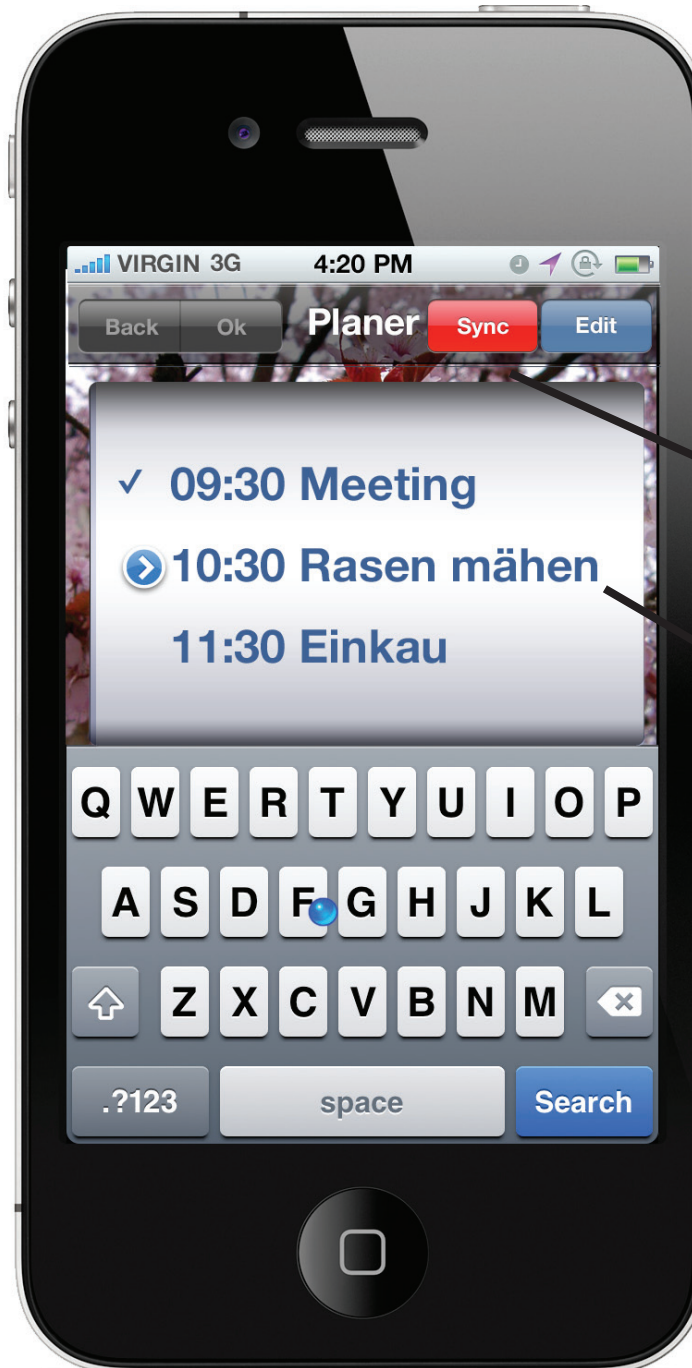 VIRGIN 3G 4:20 PM
Back Ok Planer Sync Edit
✓ 09:30 Meeting
10:30 Rasen mähen
11:30 Einkau
Q W E R T Y U I O P
A S D F G H J K L
Z X C V B N M
.?123 space Search